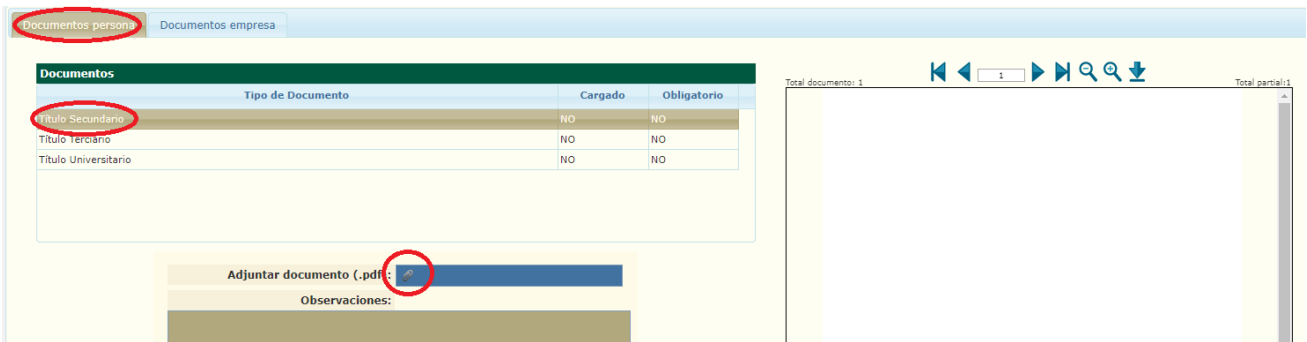 Documentos persona Documentos empresa
Documentos
Tipo de Documento Cargado Obligatorio
Título Secundario NO NO
Título Terciario NO NO
Título Universitario NO NO
Adjuntar documento (.pdf):
Observaciones:
Total documento: 1 1 Total partial:1